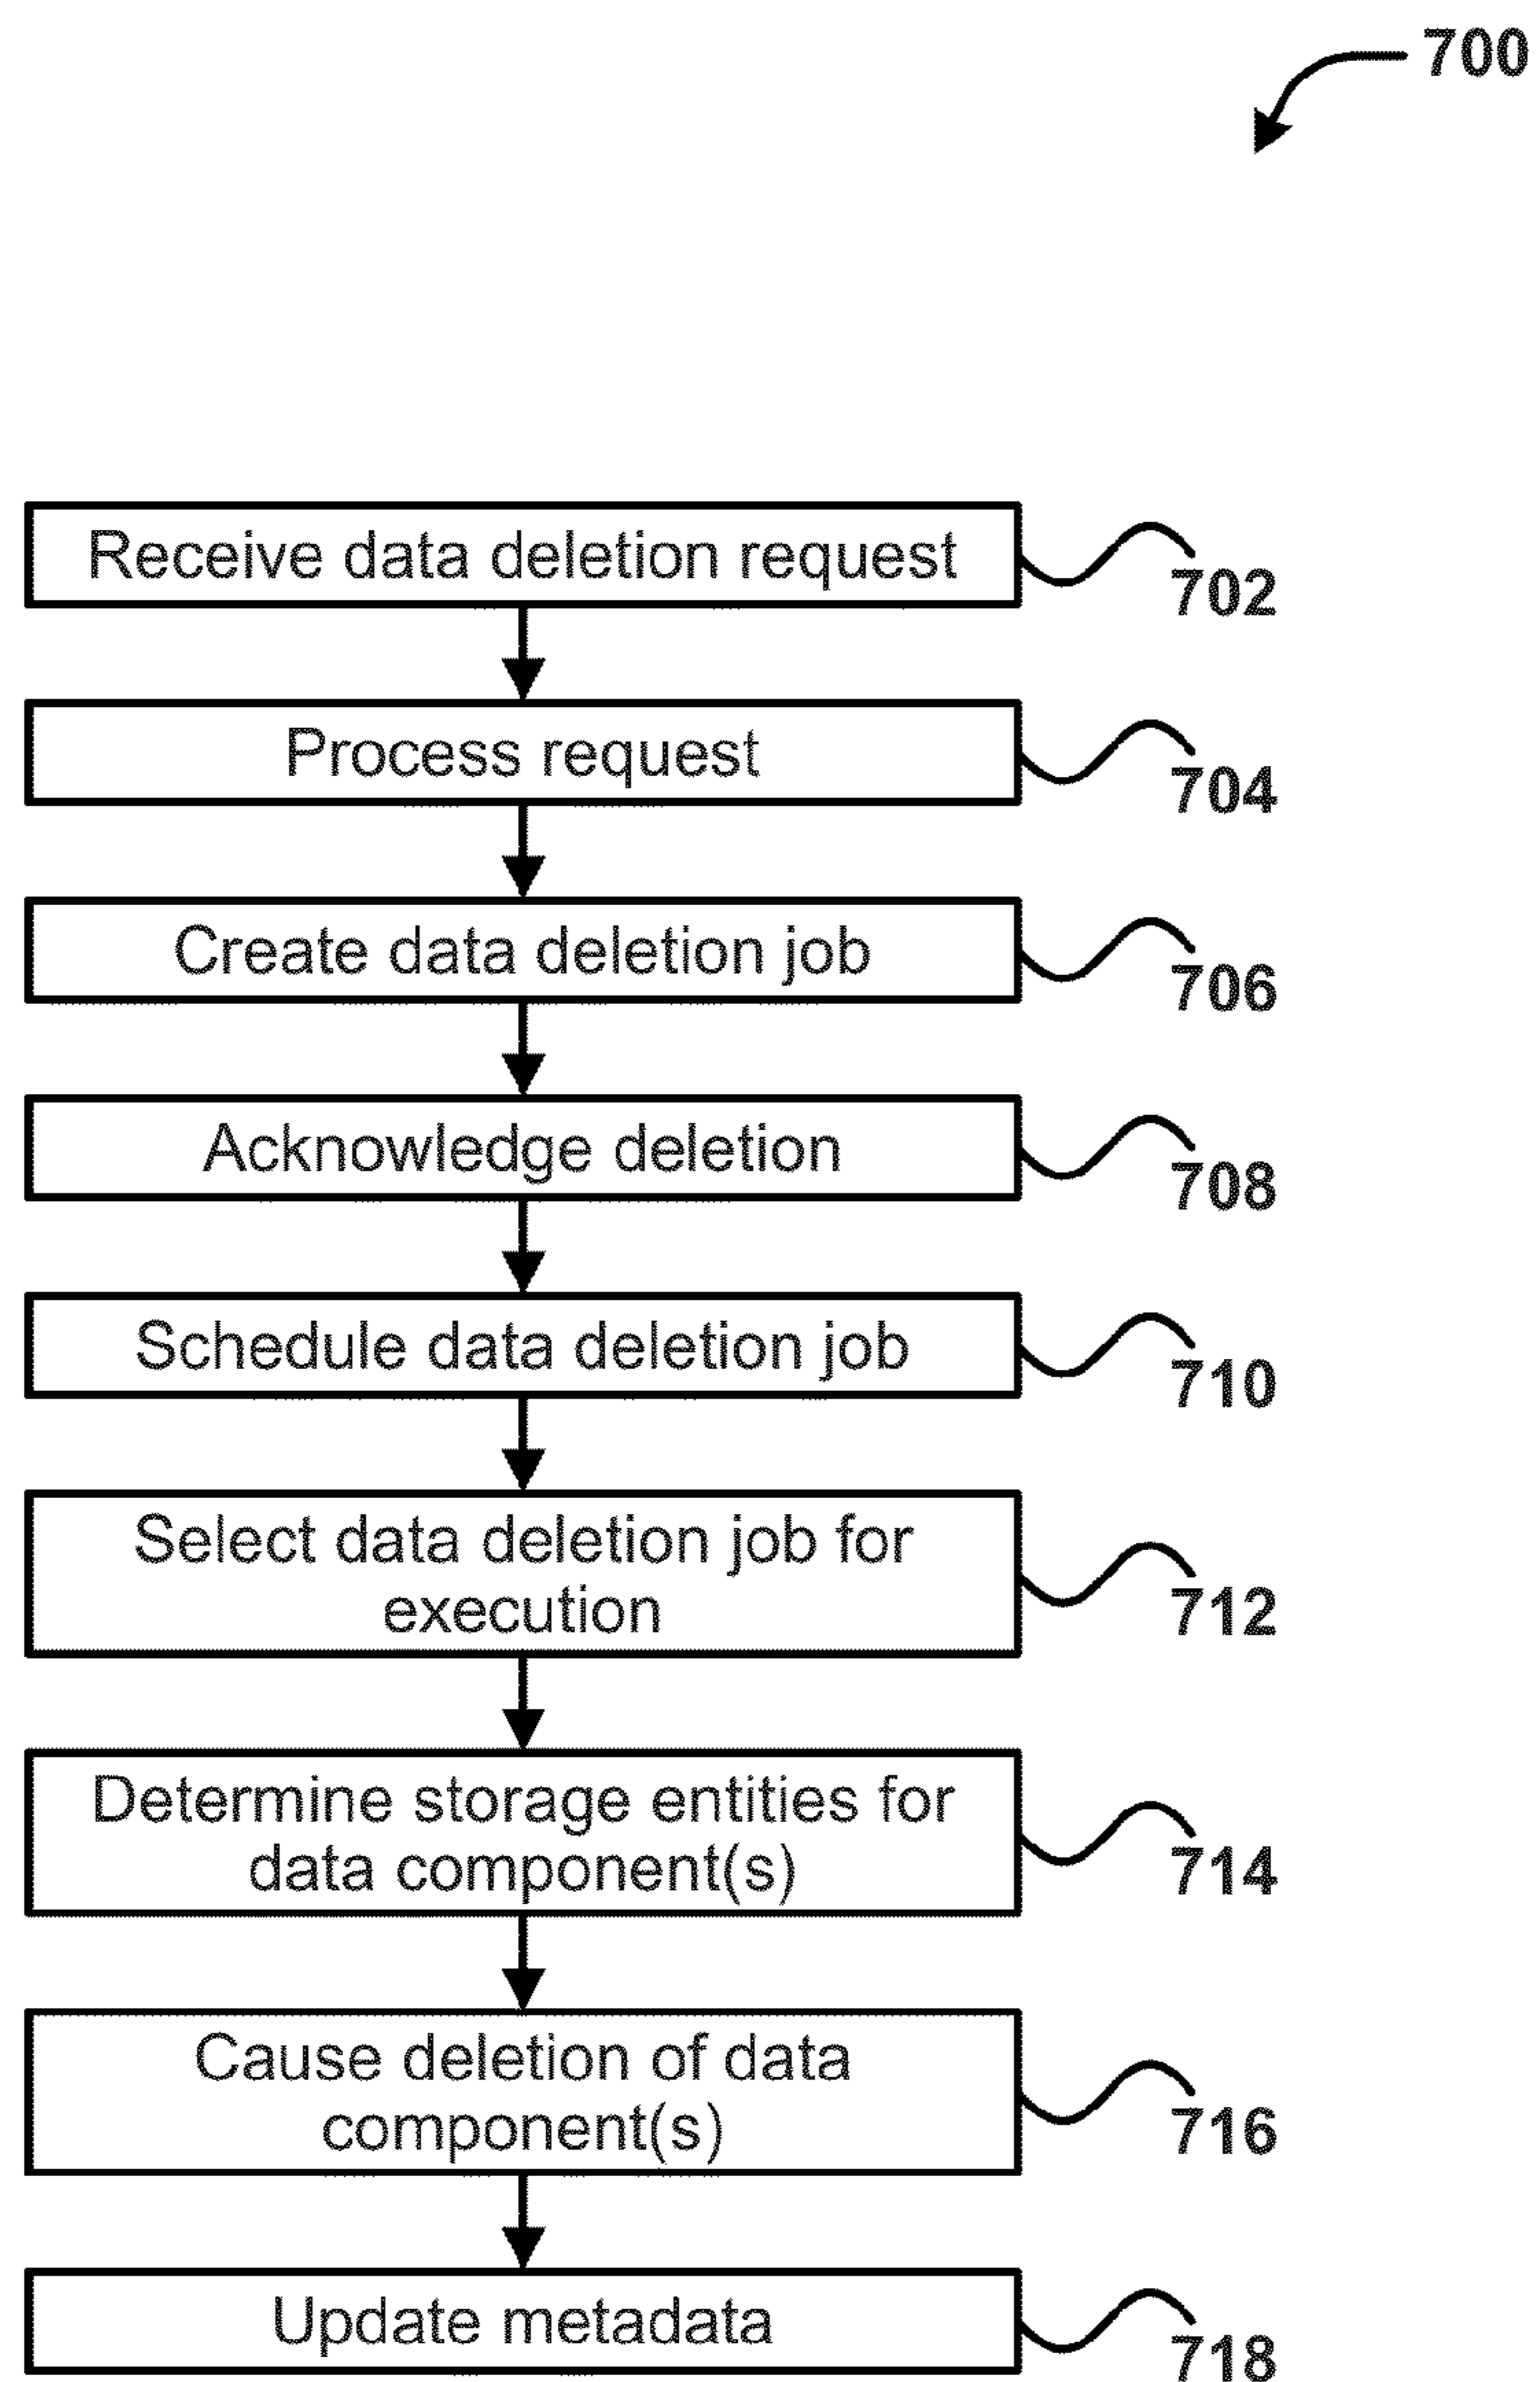 700
Receive data deletion request
702
Process request
704
Create data deletion job
706
Acknowledge deletion
708
Schedule data deletion job
710
Select data deletion job for
execution
712
Determine storage entities for
data component(s)
714
Cause deletion of data
component(s)
716
Update metadata
718